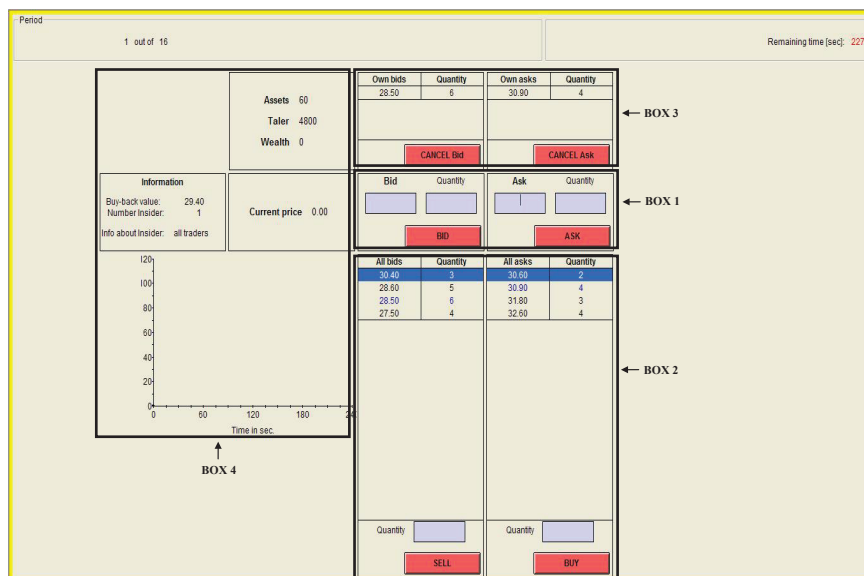 Period
1 out of 16
Remaining time [sec]: 227
Assets 60
Taler 4800
Wealth 0
Own bids Quantity Own asks Quantity
28.50 6 30.90 4
CANCEL Bid CANCEL Ask
BOX 3
Information
Buy-back value: 29.40
Number Insider: 1
Info about Insider: all traders
Current price 0.00
Bid Quantity Ask Quantity
BID ASK
BOX 1
All bids Quantity All asks Quantity
30.40 3 30.60 2
28.60 5 30.90 4
28.50 6 31.80 3
27.50 4 32.60 4
BOX 2
120
100
80
60
40
20
0
0 60 120 180 24
Time in sec.
BOX 4
Quantity Quantity
SELL BUY